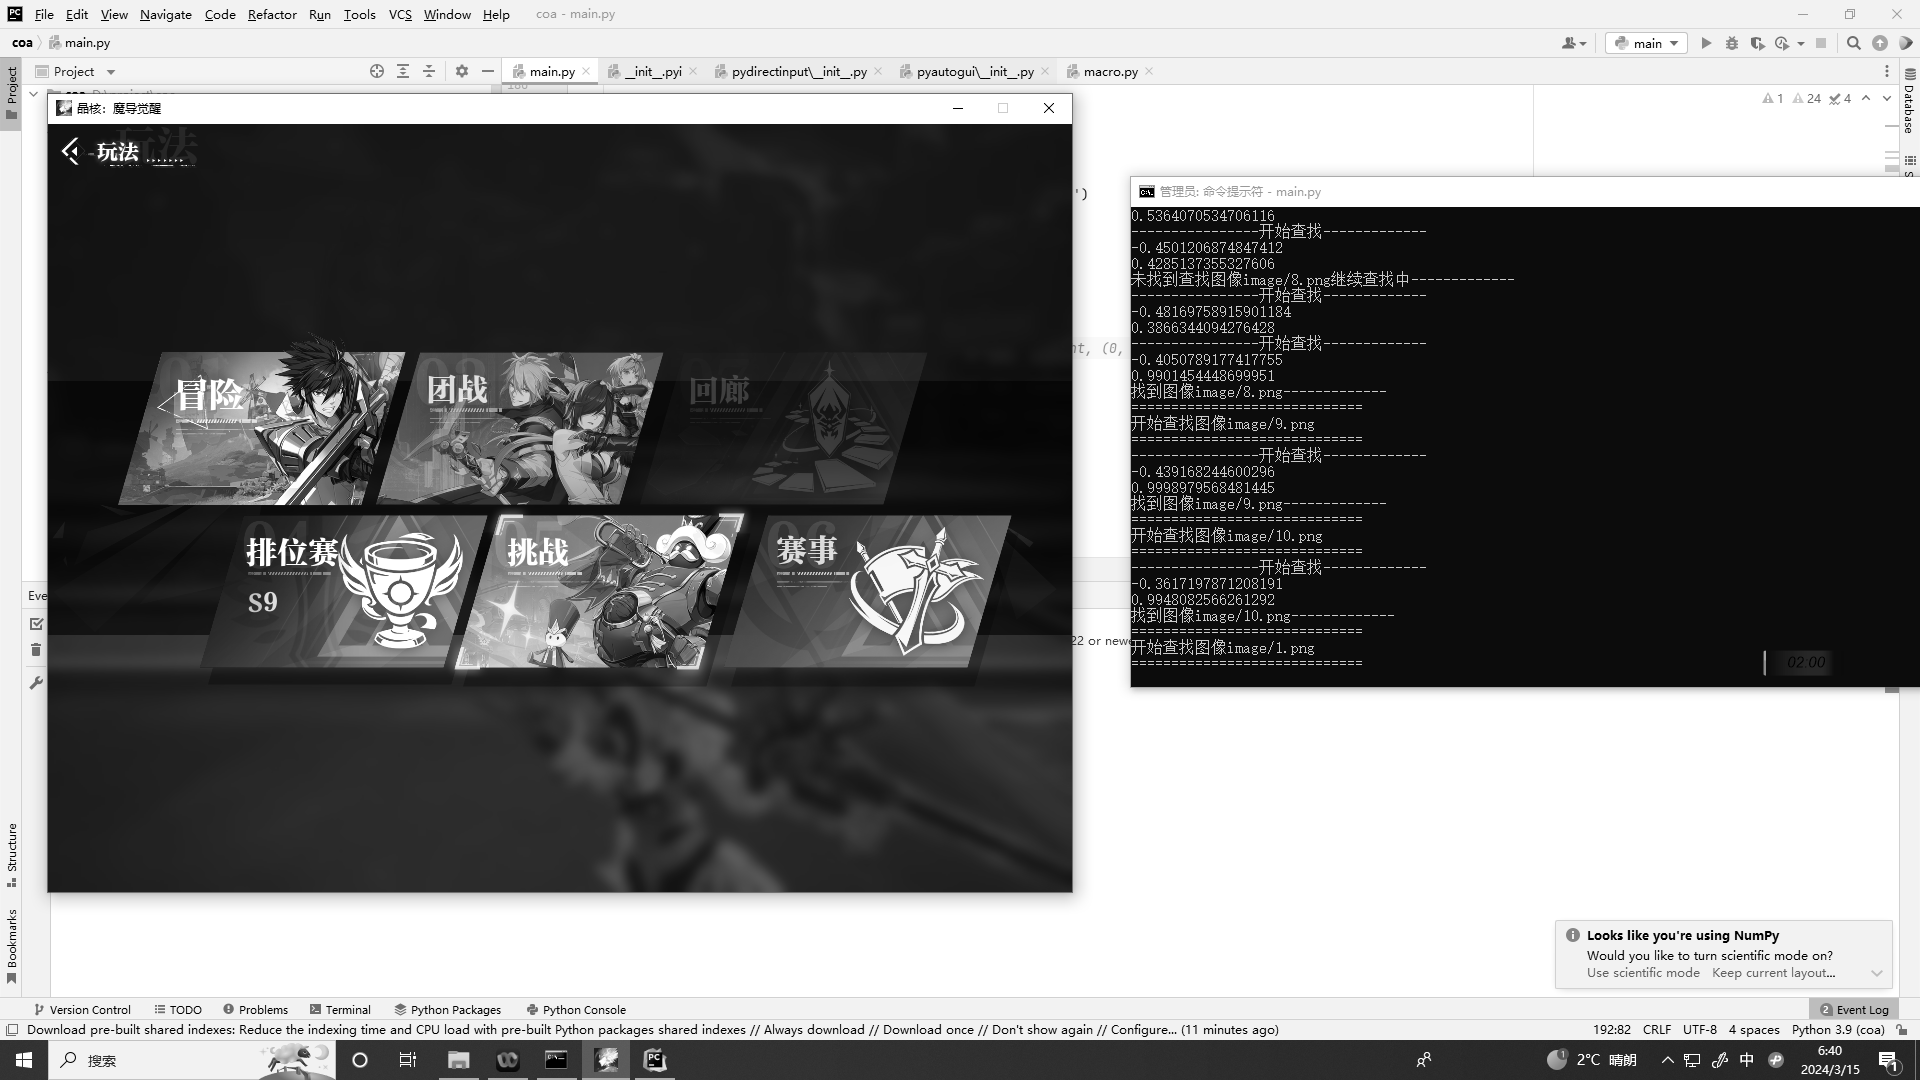 File Edit View Navigate Code Refactor Run Tools VCS Window Help coa - main.py
coa main.py main
Project main.py __init__.pyi pydirectinput\__init__.py pyautogui\__init__.py macro.py
1 24 4
晶核：魔导觉醒
玩法
')
nt, (0,
冒险
团战
回廊
04
排位赛
S9
05
挑战
06
赛事
Eve
22 or newe
管理员: 命令提示符 - main.py
0.5364070534706116
----------------开始查找-------------
-0.4501206874847412
0.4285137355327606
未找到查找图像image/8.png继续查找中-------------
----------------开始查找-------------
-0.48169758915901184
0.3866344094276428
----------------开始查找-------------
-0.4050789177417755
0.9901454448699951
找到图像image/8.png-------------
=============================
开始查找图像image/9.png
=============================
----------------开始查找-------------
-0.439168244600296
0.9998979568481445
找到图像image/9.png-------------
=============================
开始查找图像image/10.png
=============================
----------------开始查找-------------
-0.3617197871208191
0.9948082566261292
找到图像image/10.png-------------
=============================
开始查找图像image/1.png
=============================
02:00
Project
Structure
Bookmarks
Database
Looks like you're using NumPy
Would you like to turn scientific mode on?
Use scientific mode Keep current layout...
Version Control TODO Problems Terminal Python Packages Python Console 2 Event Log
Download pre-built shared indexes: Reduce the indexing time and CPU load with pre-built Python packages shared indexes // Always download // Download once // Don't show again // Configure... (11 minutes ago) 192:82 CRLF UTF-8 4 spaces Python 3.9 (coa)
搜索 2°C 晴朗 中 6:40
2024/3/15 1